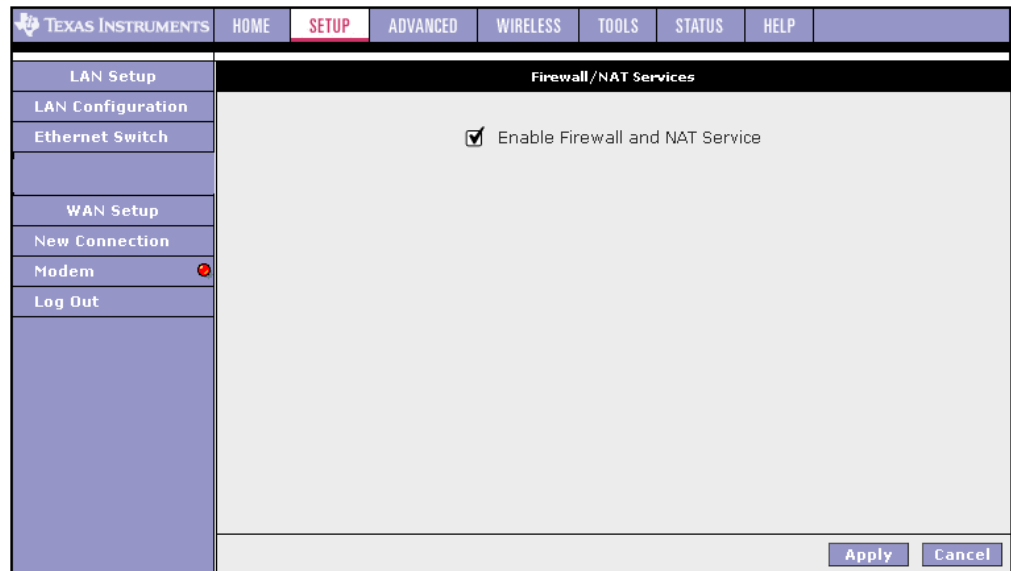 TEXAS INSTRUMENTS HOME SETUP ADVANCED WIRELESS TOOLS STATUS HELP
LAN Setup
LAN Configuration
Ethernet Switch
WAN Setup
New Connection
Modem
Log Out
Firewall/NAT Services
Enable Firewall and NAT Service
Apply Cancel